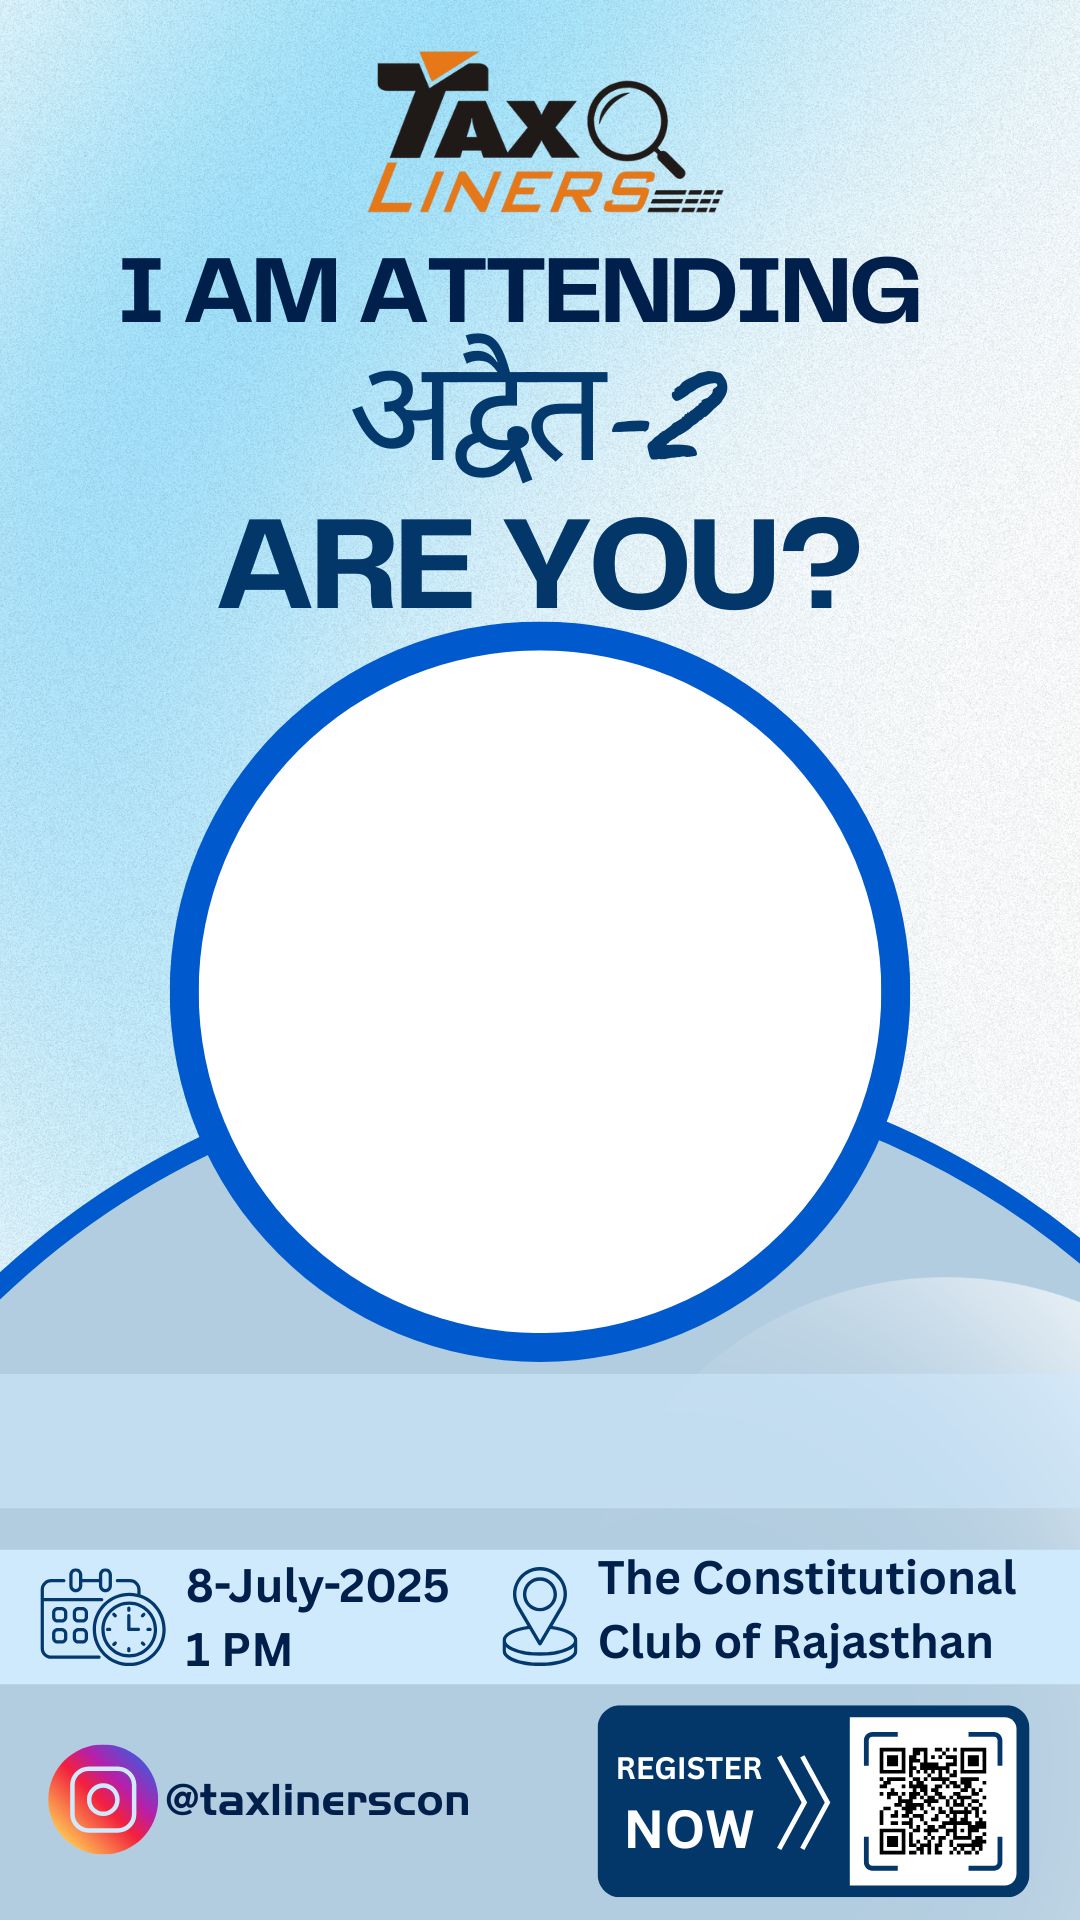 TAX
LINERS
I AM ATTENDING
अद्वैत-2
ARE YOU?
8-July-2025
1 PM
The Constitutional
Club of Rajasthan
@taxlinerscon
REGISTER
NOW